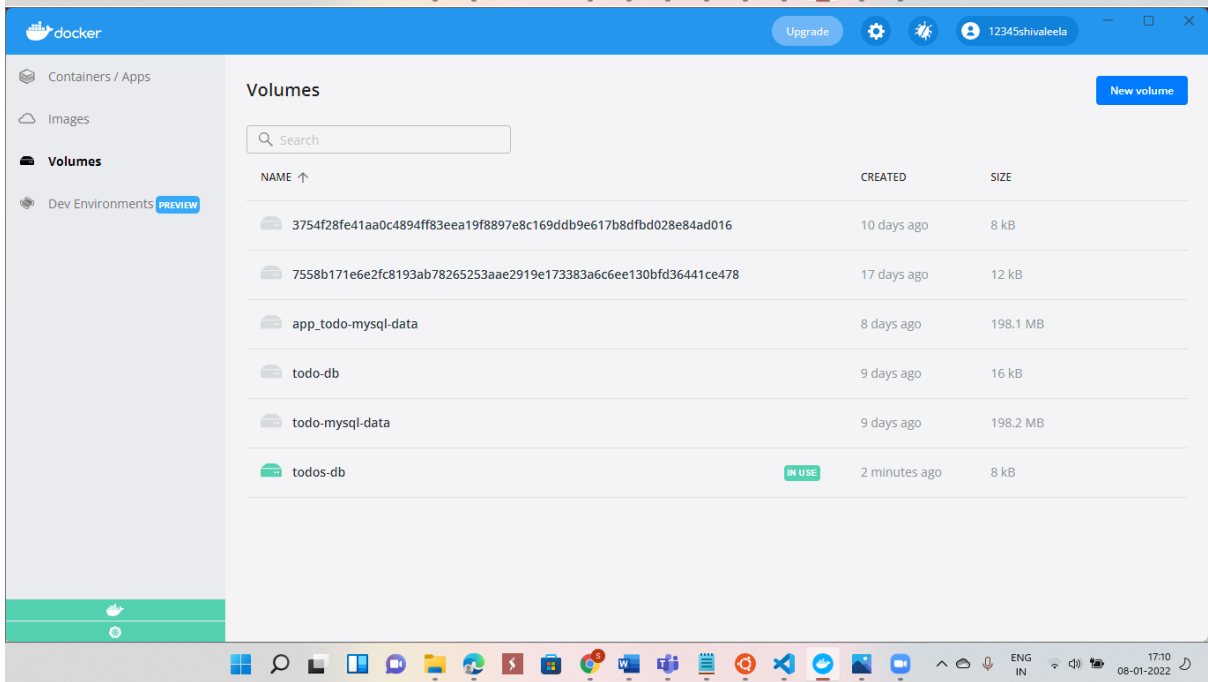 docker
Upgrade
12345shivaleela
Containers / Apps
Images
Volumes
Dev Environments PREVIEW
Volumes
New volume
Search
NAME CREATED SIZE
3754f28fe41aa0c4894ff83eea19f8897e8c169ddb9e617b8dfbd028e84ad016 10 days ago 8 kB
7558b171e6e2fc8193ab78265253aae2919e173383a6c6ee130bfd36441ce478 17 days ago 12 kB
app_todo-mysql-data 8 days ago 198.1 MB
todo-db 9 days ago 16 kB
todo-mysql-data 9 days ago 198.2 MB
todos-db IN USE 2 minutes ago 8 kB
S
ENG
IN
17:10
08-01-2022